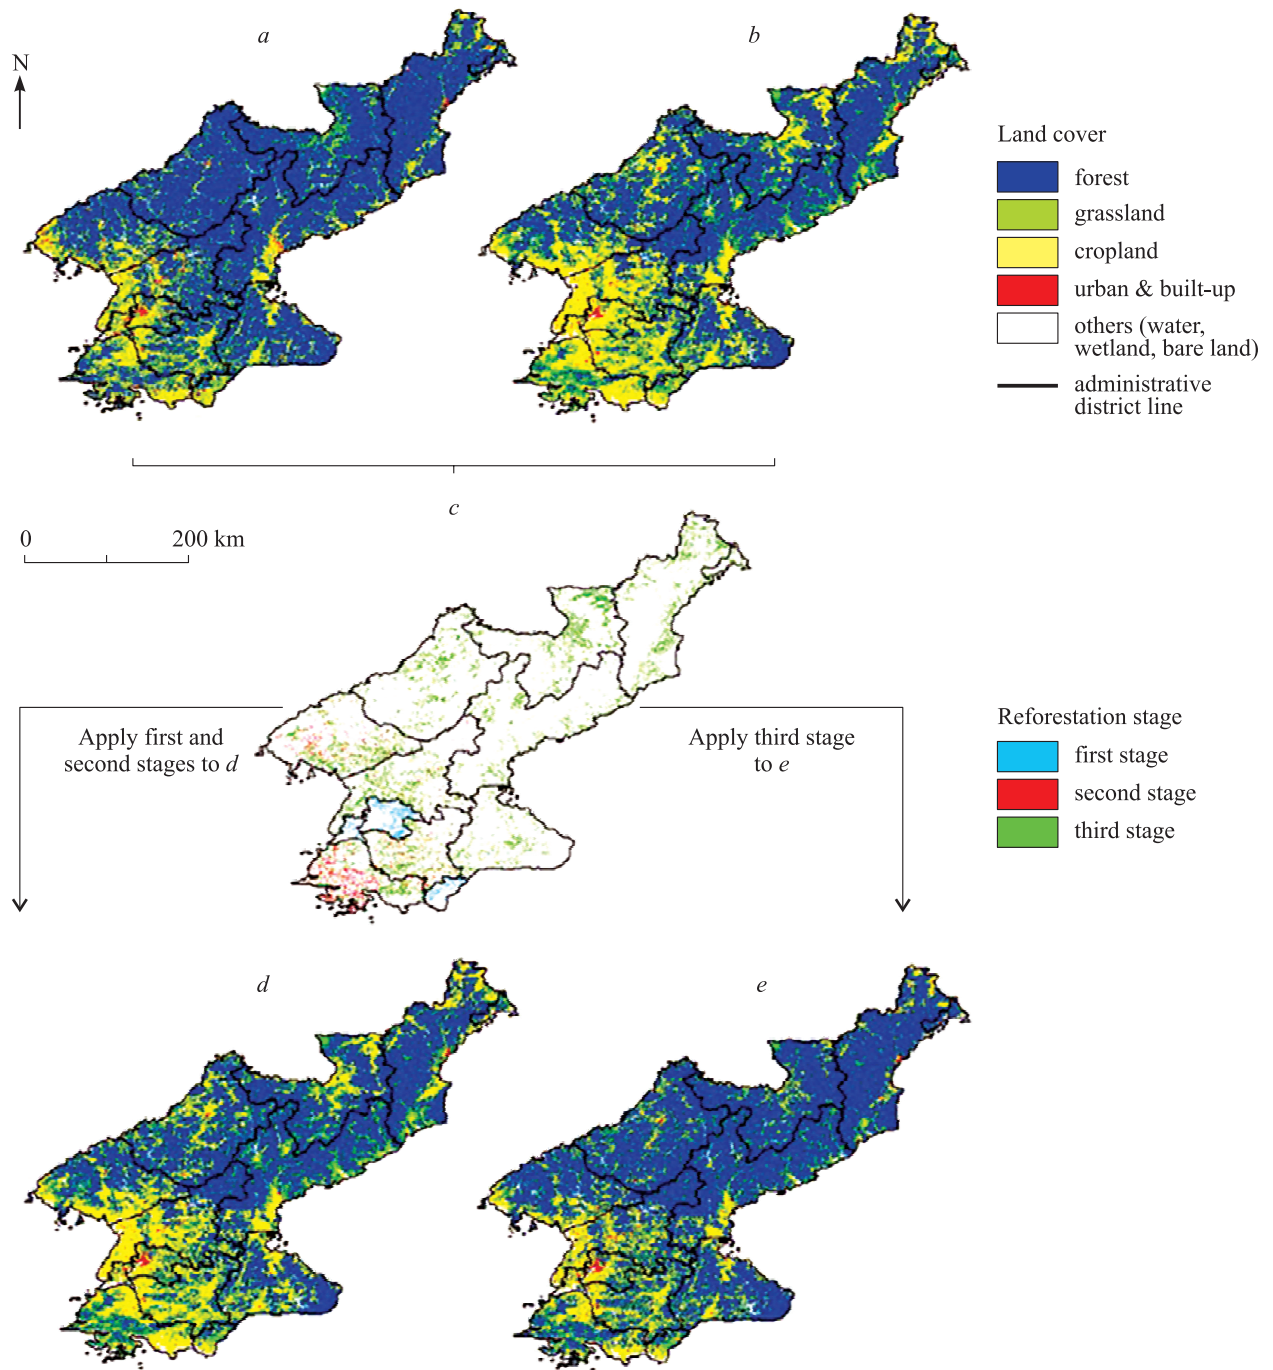 a
b
N
Land cover
forest
grassland
cropland
urban & built-up
others (water,
wetland, bare land)
administrative
district line
c
0
200 km
Apply first and
second stages to d
Apply third stage
to e
Reforestation stage
first stage
second stage
third stage
d
e